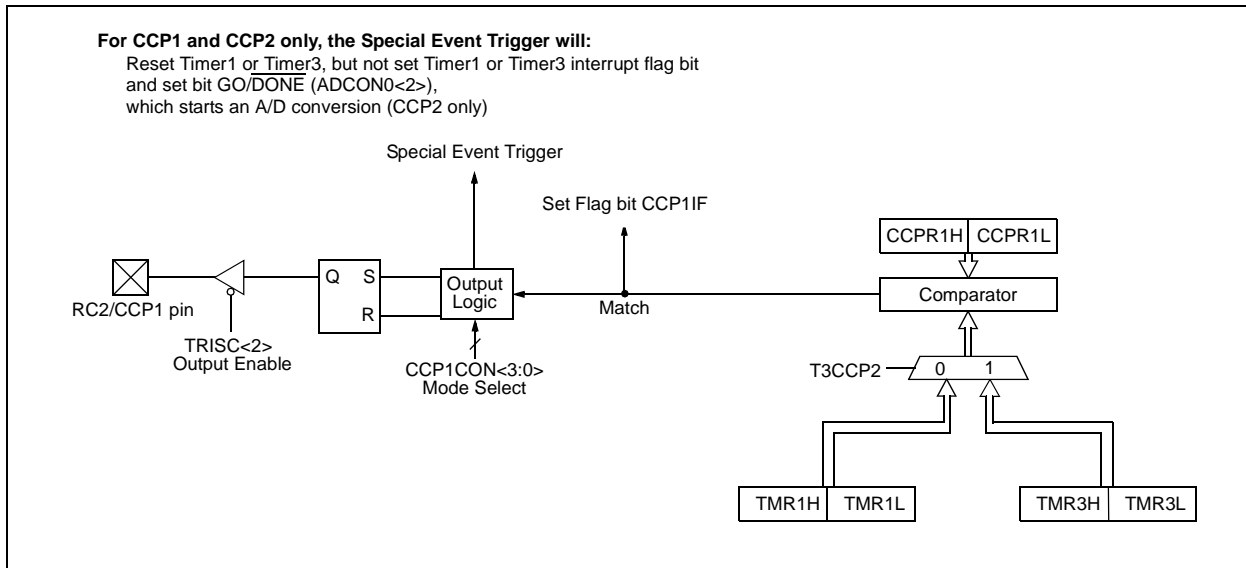 For CCP1 and CCP2 only, the Special Event Trigger will:
Reset Timer1 or Timer3, but not set Timer1 or Timer3 interrupt flag bit
and set bit GO/DONE (ADCON0<2>),
which starts an A/D conversion (CCP2 only)
Special Event Trigger
Set Flag bit CCP1IF
CCPR1H CCPR1L
Comparator
Q S
R
Output
Logic
Match
RC2/CCP1 pin
TRISC<2>
Output Enable
CCP1CON<3:0>
Mode Select
T3CCP2
0 1
TMR1H TMR1L
TMR3H TMR3L